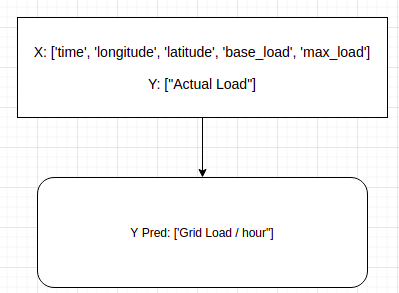 X: ['time', 'longitude', 'latitude', 'base_load', 'max_load']
Y: ["Actual Load"]
Y Pred: ['Grid Load / hour"]